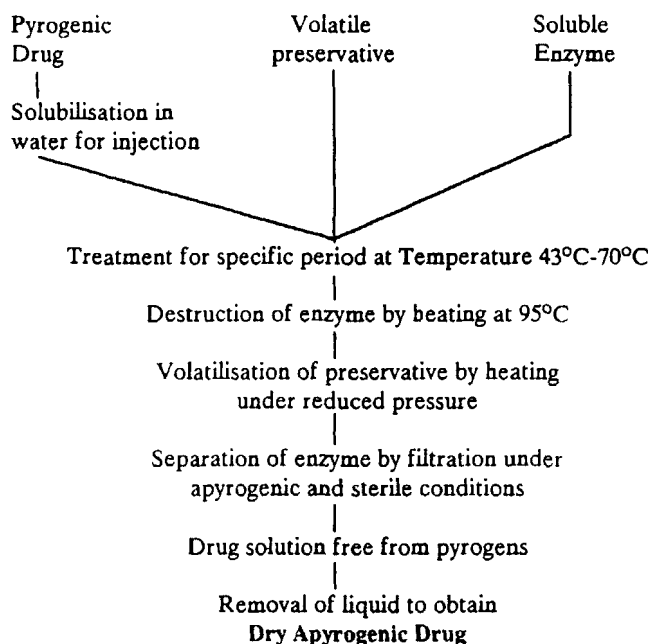 Pyrogenic
Drug
Volatile
preservative
Soluble
Enzyme
Solubilisation in
water for injection
Treatment for specific period at Temperature 43°C-70°C
Destruction of enzyme by beating at 95°C
Volatilisation of preservative by heating
under reduced pressure
Separation of enzyme by filtration under
apyrogenic and sterile conditions
Drug solution free from pyrogens
Removal of liquid to obtain
Dry Apyrogenic Drug